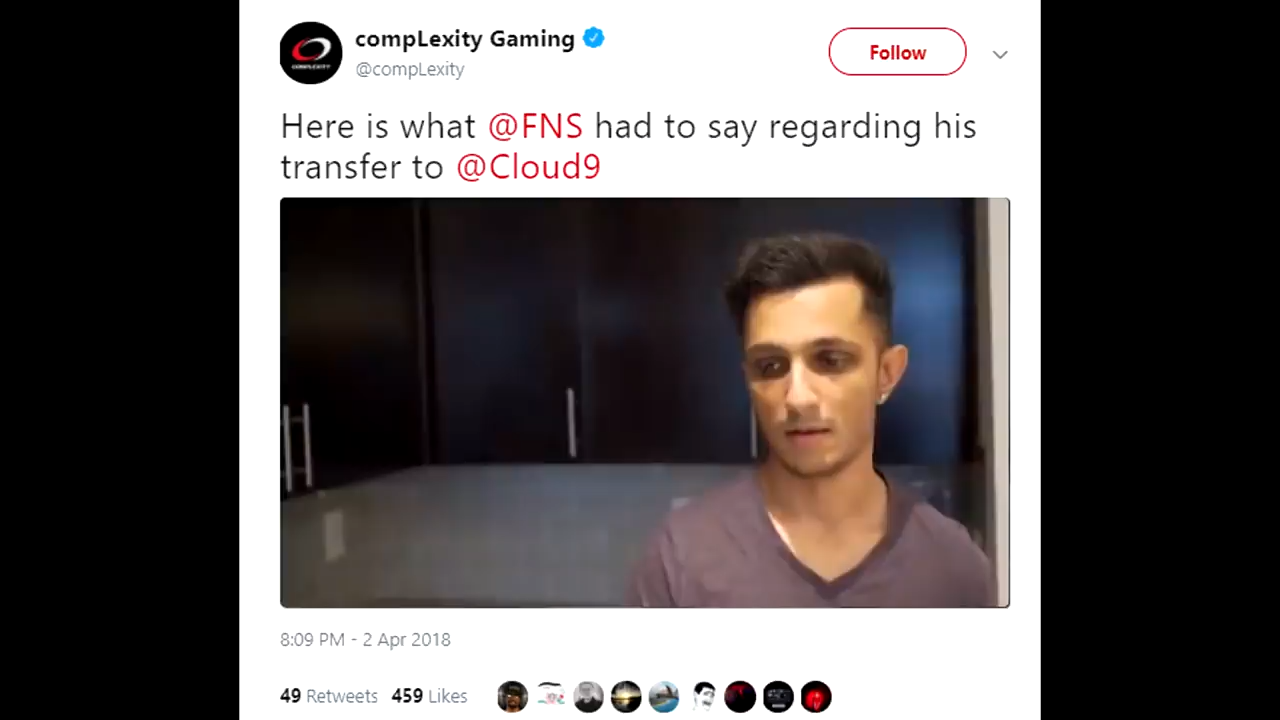 compLexity Gaming
@compLexity
Follow
Here is what @FNS had to say regarding his
transfer to @Cloud9
8:09 PM - 2 Apr 2018
49 Retweets 459 Likes